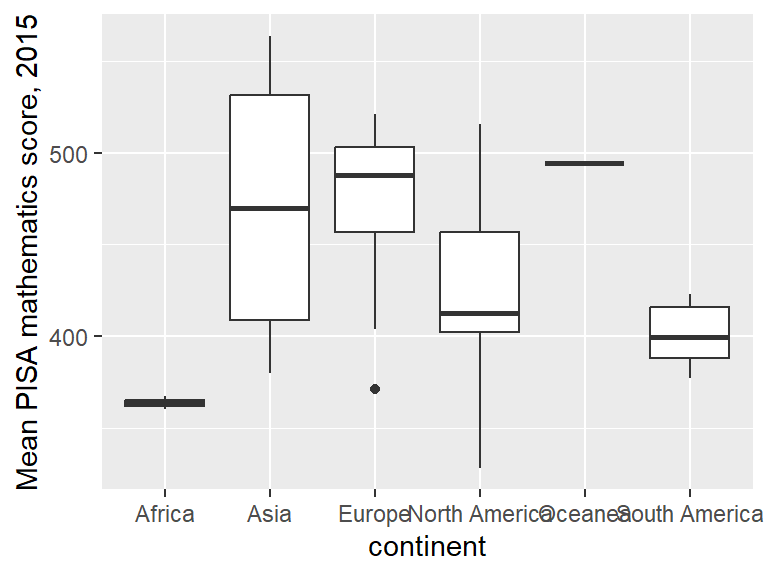 Mean PISA mathematics score, 2015
500
400
Africa
Asia
Europe
North America
Oceanea
South America
continent